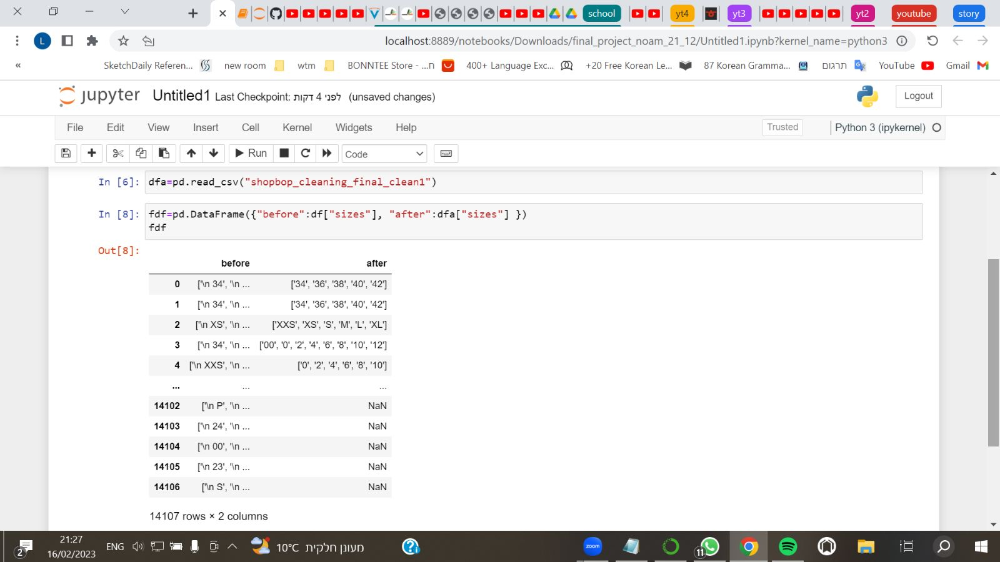 school
yt4
yt3
yt2
youtube
story
L
localhost:8889/notebooks/Downloads/final_project_noam_21_12/Untitled1.ipynb?kernel_name=python3
«
SketchDaily Referen...
new room
wtm
BONNTEE Store - ...ח
400+ Language Exc...
+20 Free Korean Le...
87 Korean Gramma...
תרגום
YouTube
Gmail
jupyter Untitled1 Last Checkpoint: לפני 4 דקות (unsaved changes)
Logout
File Edit View Insert Cell Kernel Widgets Help
Trusted
Python 3 (ipykernel)
Run
Code
In [6]: dfa=pd.read_csv("shopbop_cleaning_final_clean1")
In [8]: fdf=pd.DataFrame({"before":df["sizes"], "after":dfa["sizes"] })
fdf
Out[8]:
before after
0 ['\n 34', '\n ... ['34', '36', '38', '40', '42']
1 ['\n 34', '\n ... ['34', '36', '38', '40', '42']
2 ['\n XS', '\n ... ['XXS', 'XS', 'S', 'M', 'L', 'XL']
3 ['\n 34', '\n ... ['00', '0', '2', '4', '6', '8', '10', '12']
4 ['\n XXS', '\n ... ['0', '2', '4', '6', '8', '10']
... ... ...
14102 ['\n P', '\n ... NaN
14103 ['\n 24', '\n ... NaN
14104 ['\n 00', '\n ... NaN
14105 ['\n 23', '\n ... NaN
14106 ['\n S', '\n ... NaN
14107 rows × 2 columns
2
21:27
16/02/2023
ENG
10°C מעונן חלקית
zoom
11